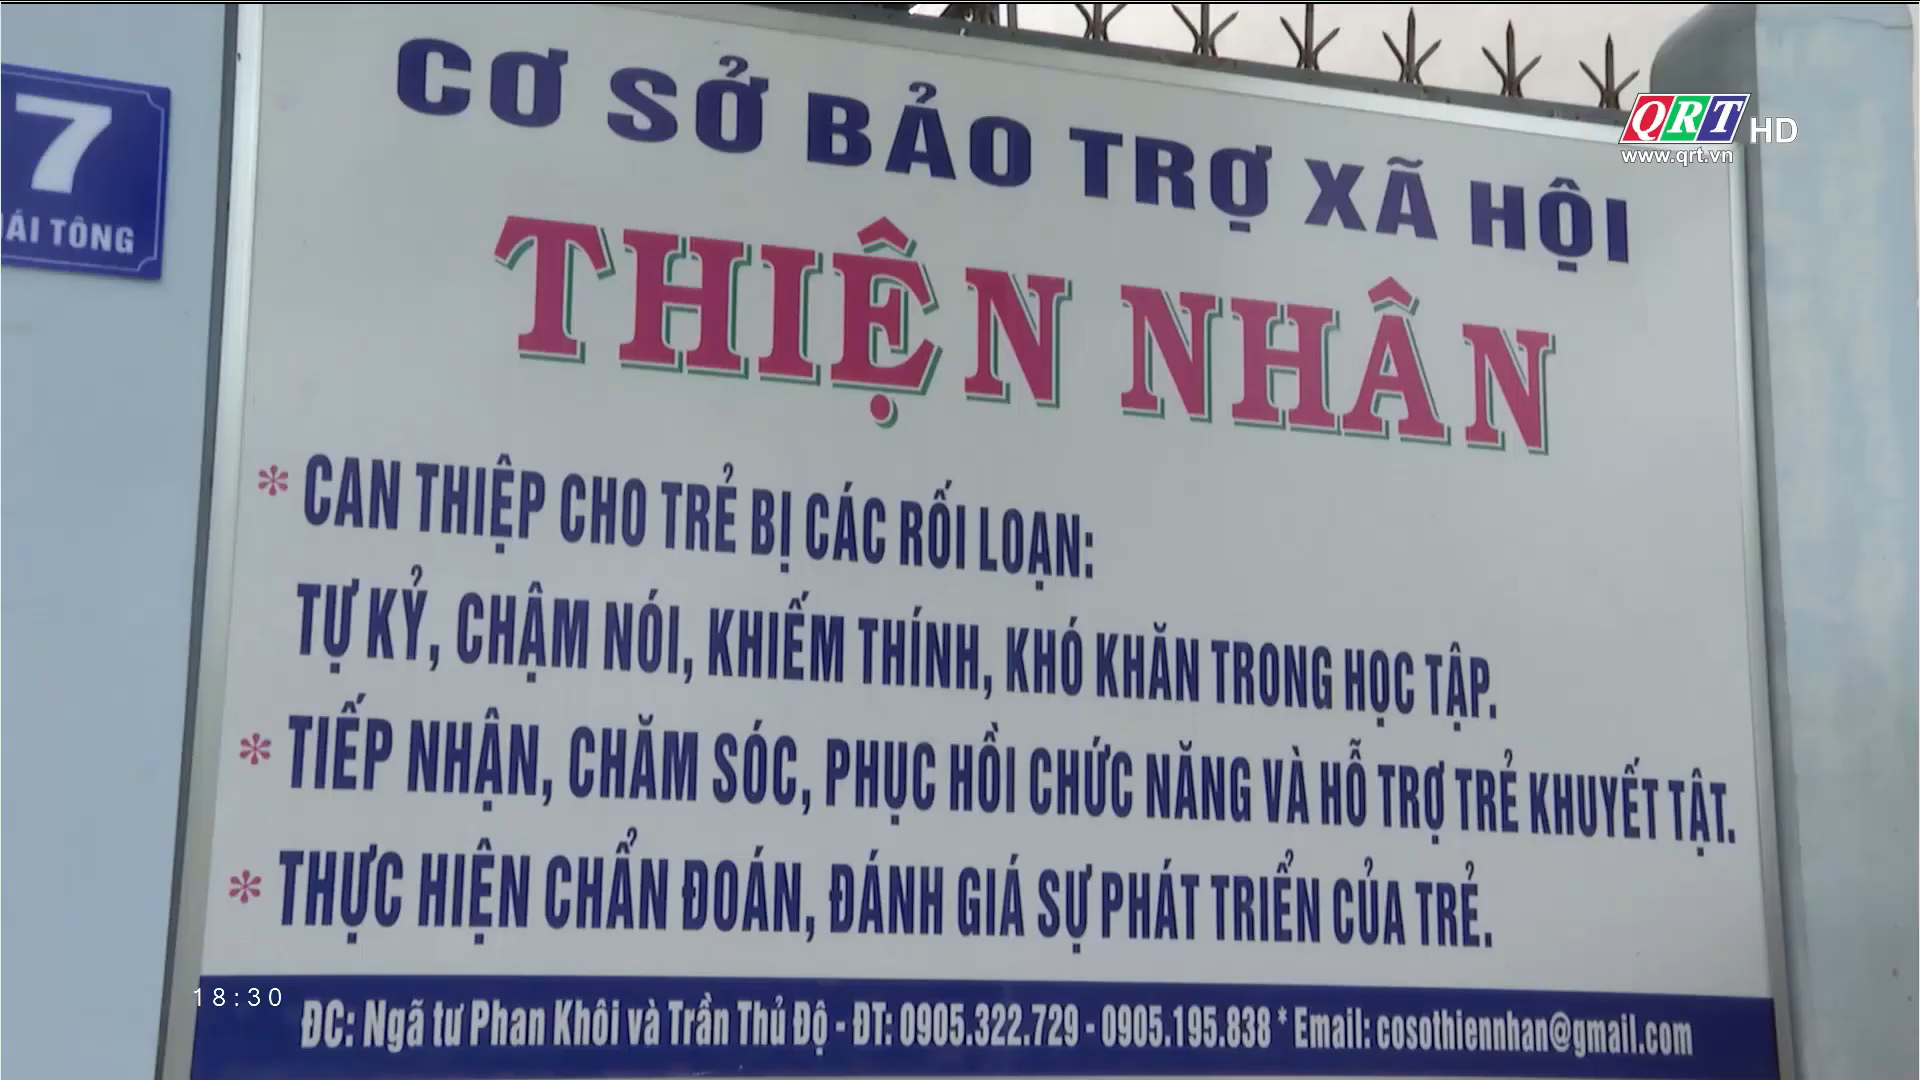 7
ÁI TÔNG
QRT HD
www.qrt.vn
CƠ SỞ BẢO TRỢ XÃ HỘI
THIỆN NHÂN
* CAN THIỆP CHO TRẺ BỊ CÁC RỐI LOẠN:
TỰ KỶ, CHẬM NÓI, KHIẾM THÍNH, KHÓ KHĂN TRONG HỌC TẬP.
* TIẾP NHẬN, CHĂM SÓC, PHỤC HỒI CHỨC NĂNG VÀ HỖ TRỢ TRẺ KHUYẾT TẬT.
* THỰC HIỆN CHẨN ĐOÁN, ĐÁNH GIÁ SỰ PHÁT TRIỂN CỦA TRẺ.
18:30
ĐC: Ngã tư Phan Khôi và Trần Thủ Độ - ĐT: 0905.322.729 - 0905.195.838 * Email: cosothiennhan@gmail.com